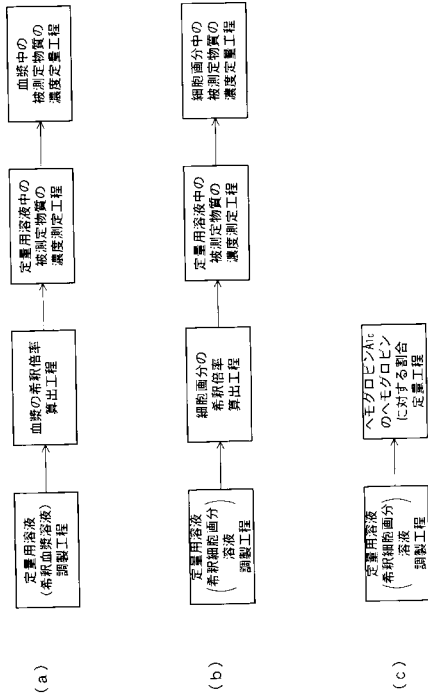 (a)
定量用溶液
(希釈血漿溶液)
調製工程
血漿の希釈倍率
算出工程
定量用溶液中の
被測定物質の
濃度測定工程
血漿中の
被測定物質の
濃度定量工程
(b)
定量用溶液
(希釈細胞画分
溶液)
調製工程
細胞画分の
希釈倍率
算出工程
定量用溶液中の
被測定物質の
濃度測定工程
細胞画分中の
被測定物質の
濃度定量工程
(c)
定量用溶液
(希釈細胞画分
溶液)
調製工程
ヘモグロビンA1c
のヘモグロビン
に対する割合
定量工程